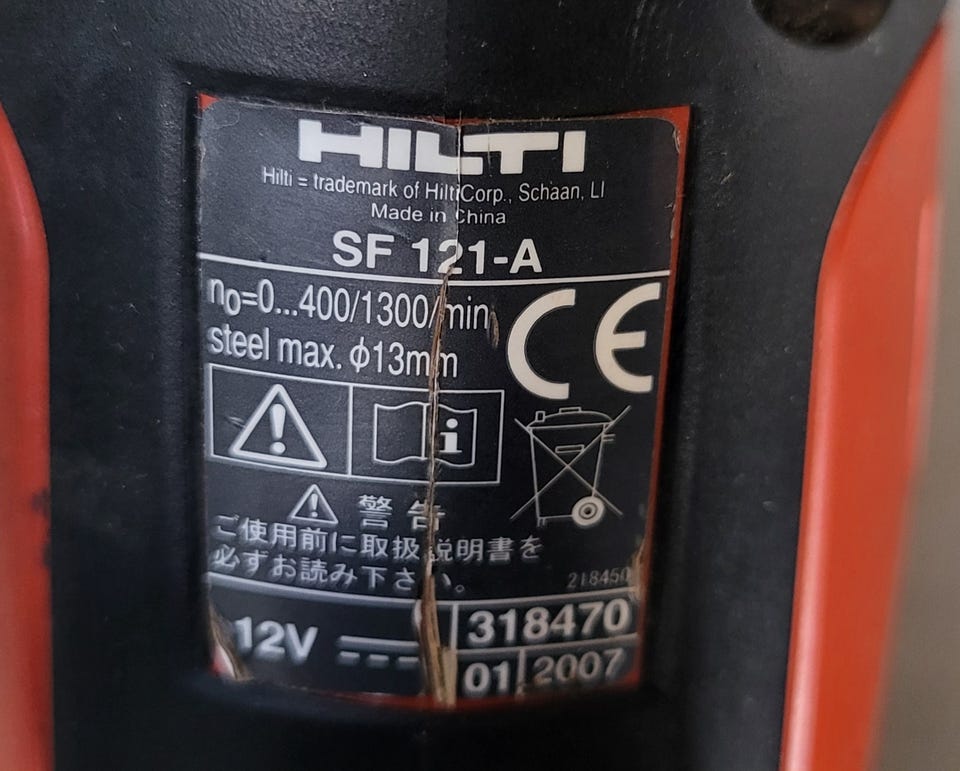 HILTI
Hilti = trademark of HiltiCorp., Schaan, LI
Made in China
SF 121-A
n₀=0...400/1300/min
steel max. ϕ13mm
CE
警告
ご使用前に取扱説明書を
必ずお読み下さい。
218450
12V
318470
01 2007